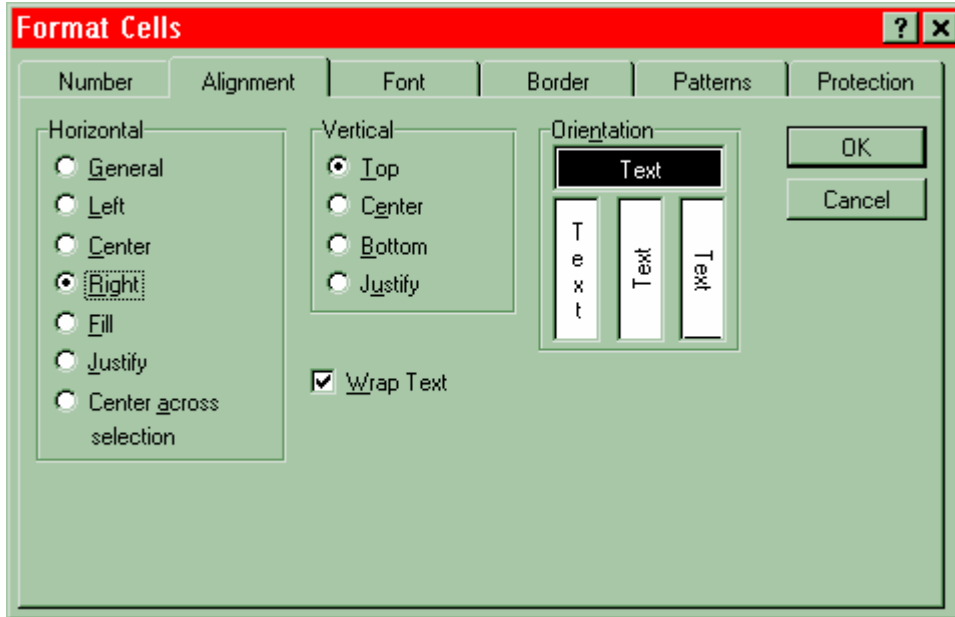 Format Cells
?
Number Alignment Font Border Patterns Protection
Horizontal
General
Left
Center
Right
Fill
Justify
Center across
selection
Vertical
Top
Center
Bottom
Justify
Wrap Text
Orientation
Text
Text
Text
Text
OK
Cancel